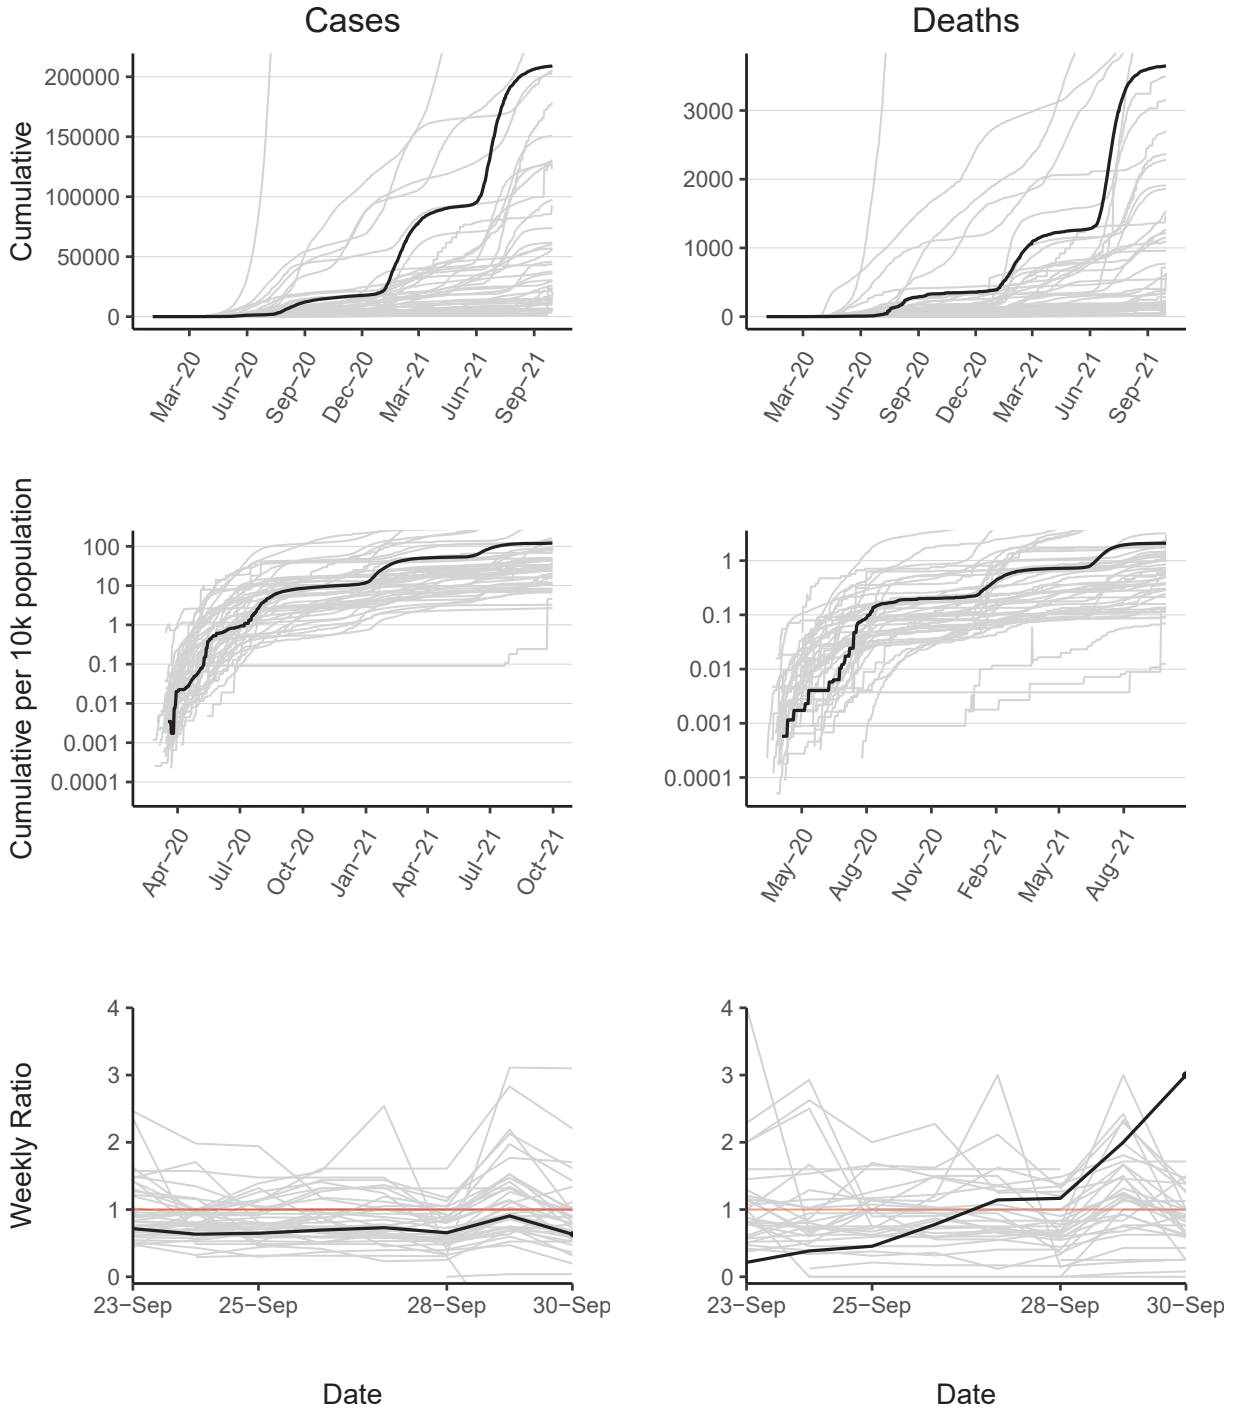 Cases
Deaths
Cumulative
200000
150000
100000
50000
0
Mar−20
Jun−20
Sep−20
Dec−20
Mar−21
Jun−21
Sep−21
3000
2000
1000
0
Mar−20
Jun−20
Sep−20
Dec−20
Mar−21
Jun−21
Sep−21
Cumulative per 10k population
100
10
1
0.1
0.01
0.001
0.0001
Apr−20
Jul−20
Oct−20
Jan−21
Apr−21
Jul−21
Oct−21
1
0.1
0.01
0.001
0.0001
May−20
Aug−20
Nov−20
Feb−21
May−21
Aug−21
Weekly Ratio
4
3
2
1
0
23−Sep
25−Sep
28−Sep
30−Sep
4
3
2
1
0
23−Sep
25−Sep
28−Sep
30−Sep
Date
Date